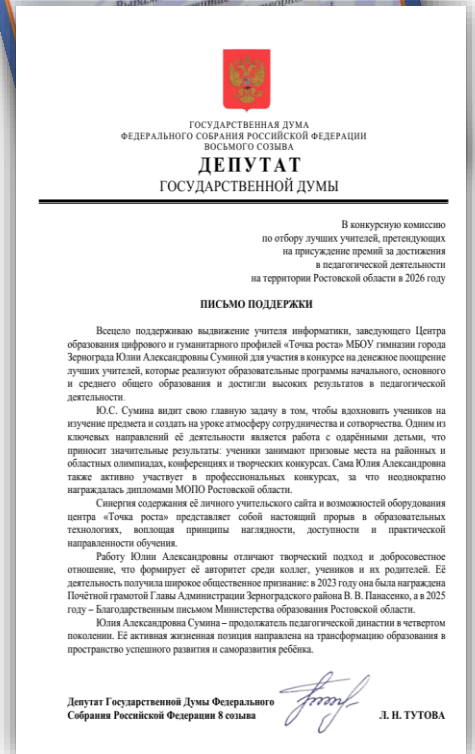 ГОСУДАРСТВЕННАЯ ДУМА
ФЕДЕРАЛЬНОГО СОБРАНИЯ РОССИЙСКОЙ ФЕДЕРАЦИИ
ВОСЬМОГО СОЗЫВА
ДЕПУТАТ
ГОСУДАРСТВЕННОЙ ДУМЫ
В конкурсную комиссию
по отбору лучших учителей, претендующих
на присуждение премий за достижения
в педагогической деятельности
на территории Ростовской области в 2026 году
ПИСЬМО ПОДДЕРЖКИ
Всецело поддерживаю выдвижение учителя информатики, заведующего Центра
образования цифрового и гуманитарного профилей «Точка роста» МБОУ гимназии города
Зернограда Юлии Александровны Суминой для участия в конкурсе на денежное поощрение
лучших учителей, которые реализуют образовательные программы начального, основного
и среднего общего образования и достигли высоких результатов в педагогической
деятельности.
Ю.С. Сумина видит свою главную задачу в том, чтобы вдохновить учеников на
изучение предмета и создать на уроке атмосферу сотрудничества и сотворчества. Одним из
ключевых направлений её деятельности является работа с одарёнными детьми, что
приносит значительные результаты: ученики занимают призовые места на районных и
областных олимпиадах, конференциях и творческих конкурсах. Сама Юлия Александровна
также активно участвует в профессиональных конкурсах, за что неоднократно
награждалась дипломами МОПО Ростовской области.
Синергия содержания её личного учительского сайта и возможностей оборудования
центра «Точка роста» представляет собой настоящий прорыв в образовательных
технологиях, воплощая принципы наглядности, доступности и практической
направленности обучения.
Работу Юлии Александровны отличают творческий подход и добросовестное
отношение, что формирует её авторитет среди коллег, учеников и их родителей. Её
деятельность получила широкое общественное признание: в 2023 году она была награждена
Почётной грамотой Главы Администрации Зерноградского района В. В. Панасенко, а в 2025
году – Благодарственным письмом Министерства образования Ростовской области.
Юлия Александровна Сумина – продолжатель педагогической династии в четвертом
поколении. Её активная жизненная позиция направлена на трансформацию образования в
пространство успешного развития и саморазвития ребёнка.
Депутат Государственной Думы Федерального
Собрания Российской Федерации 8 созыва Л. Н. ТУТОВА